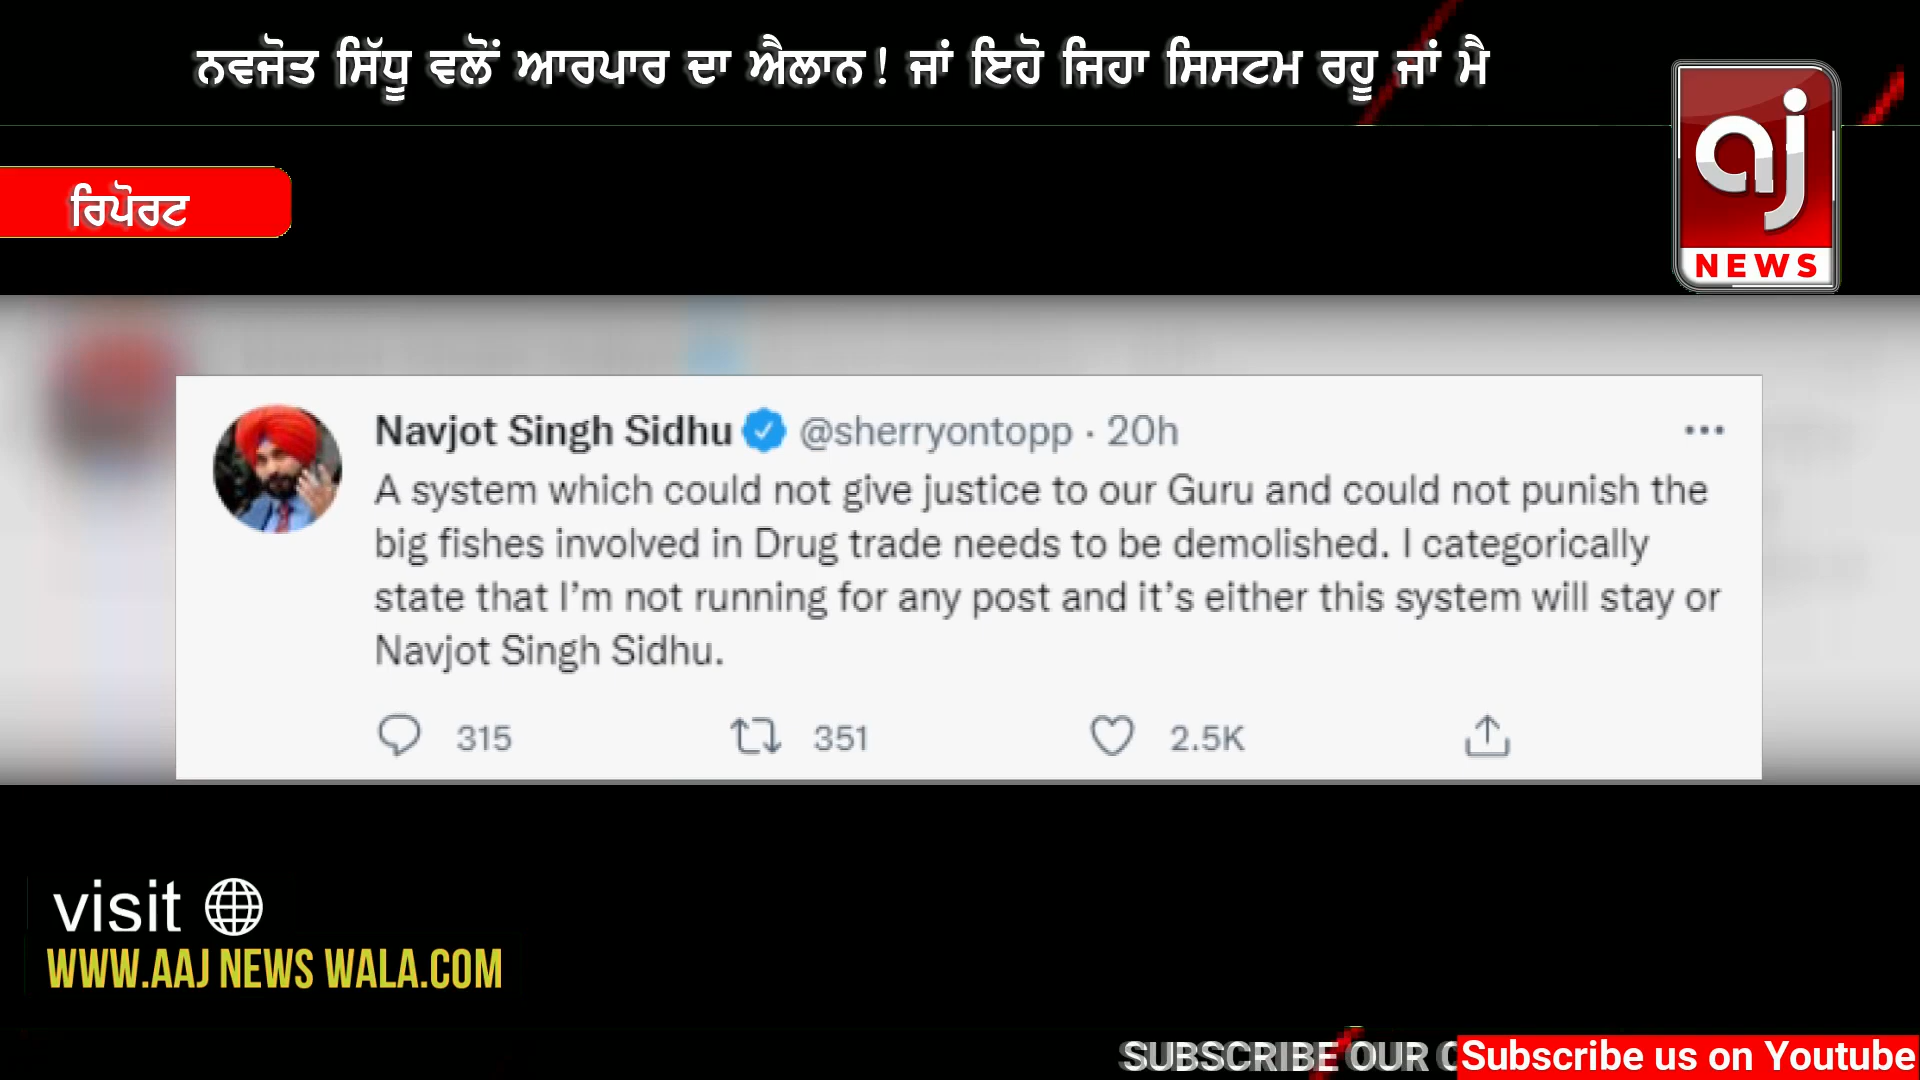 ਨਵਜੋਤ ਸਿੱਧੂ ਵਲੋਂ ਆਰਪਾਰ ਦਾ ਐਲਾਨ! ਜਾਂ ਇਹੋ ਜਿਹਾ ਸਿਸਟਮ ਰਹੂ ਜਾਂ ਮੈ
aj
NEWS
ਰਿਪੋਰਟ
Navjot Singh Sidhu @sherryontopp · 20h
A system which could not give justice to our Guru and could not punish the
big fishes involved in Drug trade needs to be demolished. I categorically
state that I’m not running for any post and it’s either this system will stay or
Navjot Singh Sidhu.
315 351 2.5K
visit
WWW.AAJ NEWS WALA.COM
SUBSCRIBE OUR C
Subscribe us on Youtube